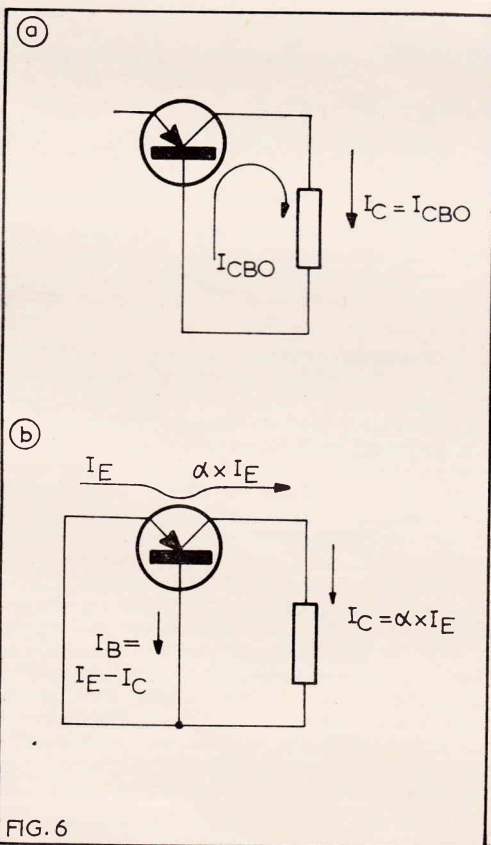 a
I_C = I_CBO
I_CBO
b
I_E α × I_E
I_C = α × I_E
I_B =
I_E − I_C
FIG. 6